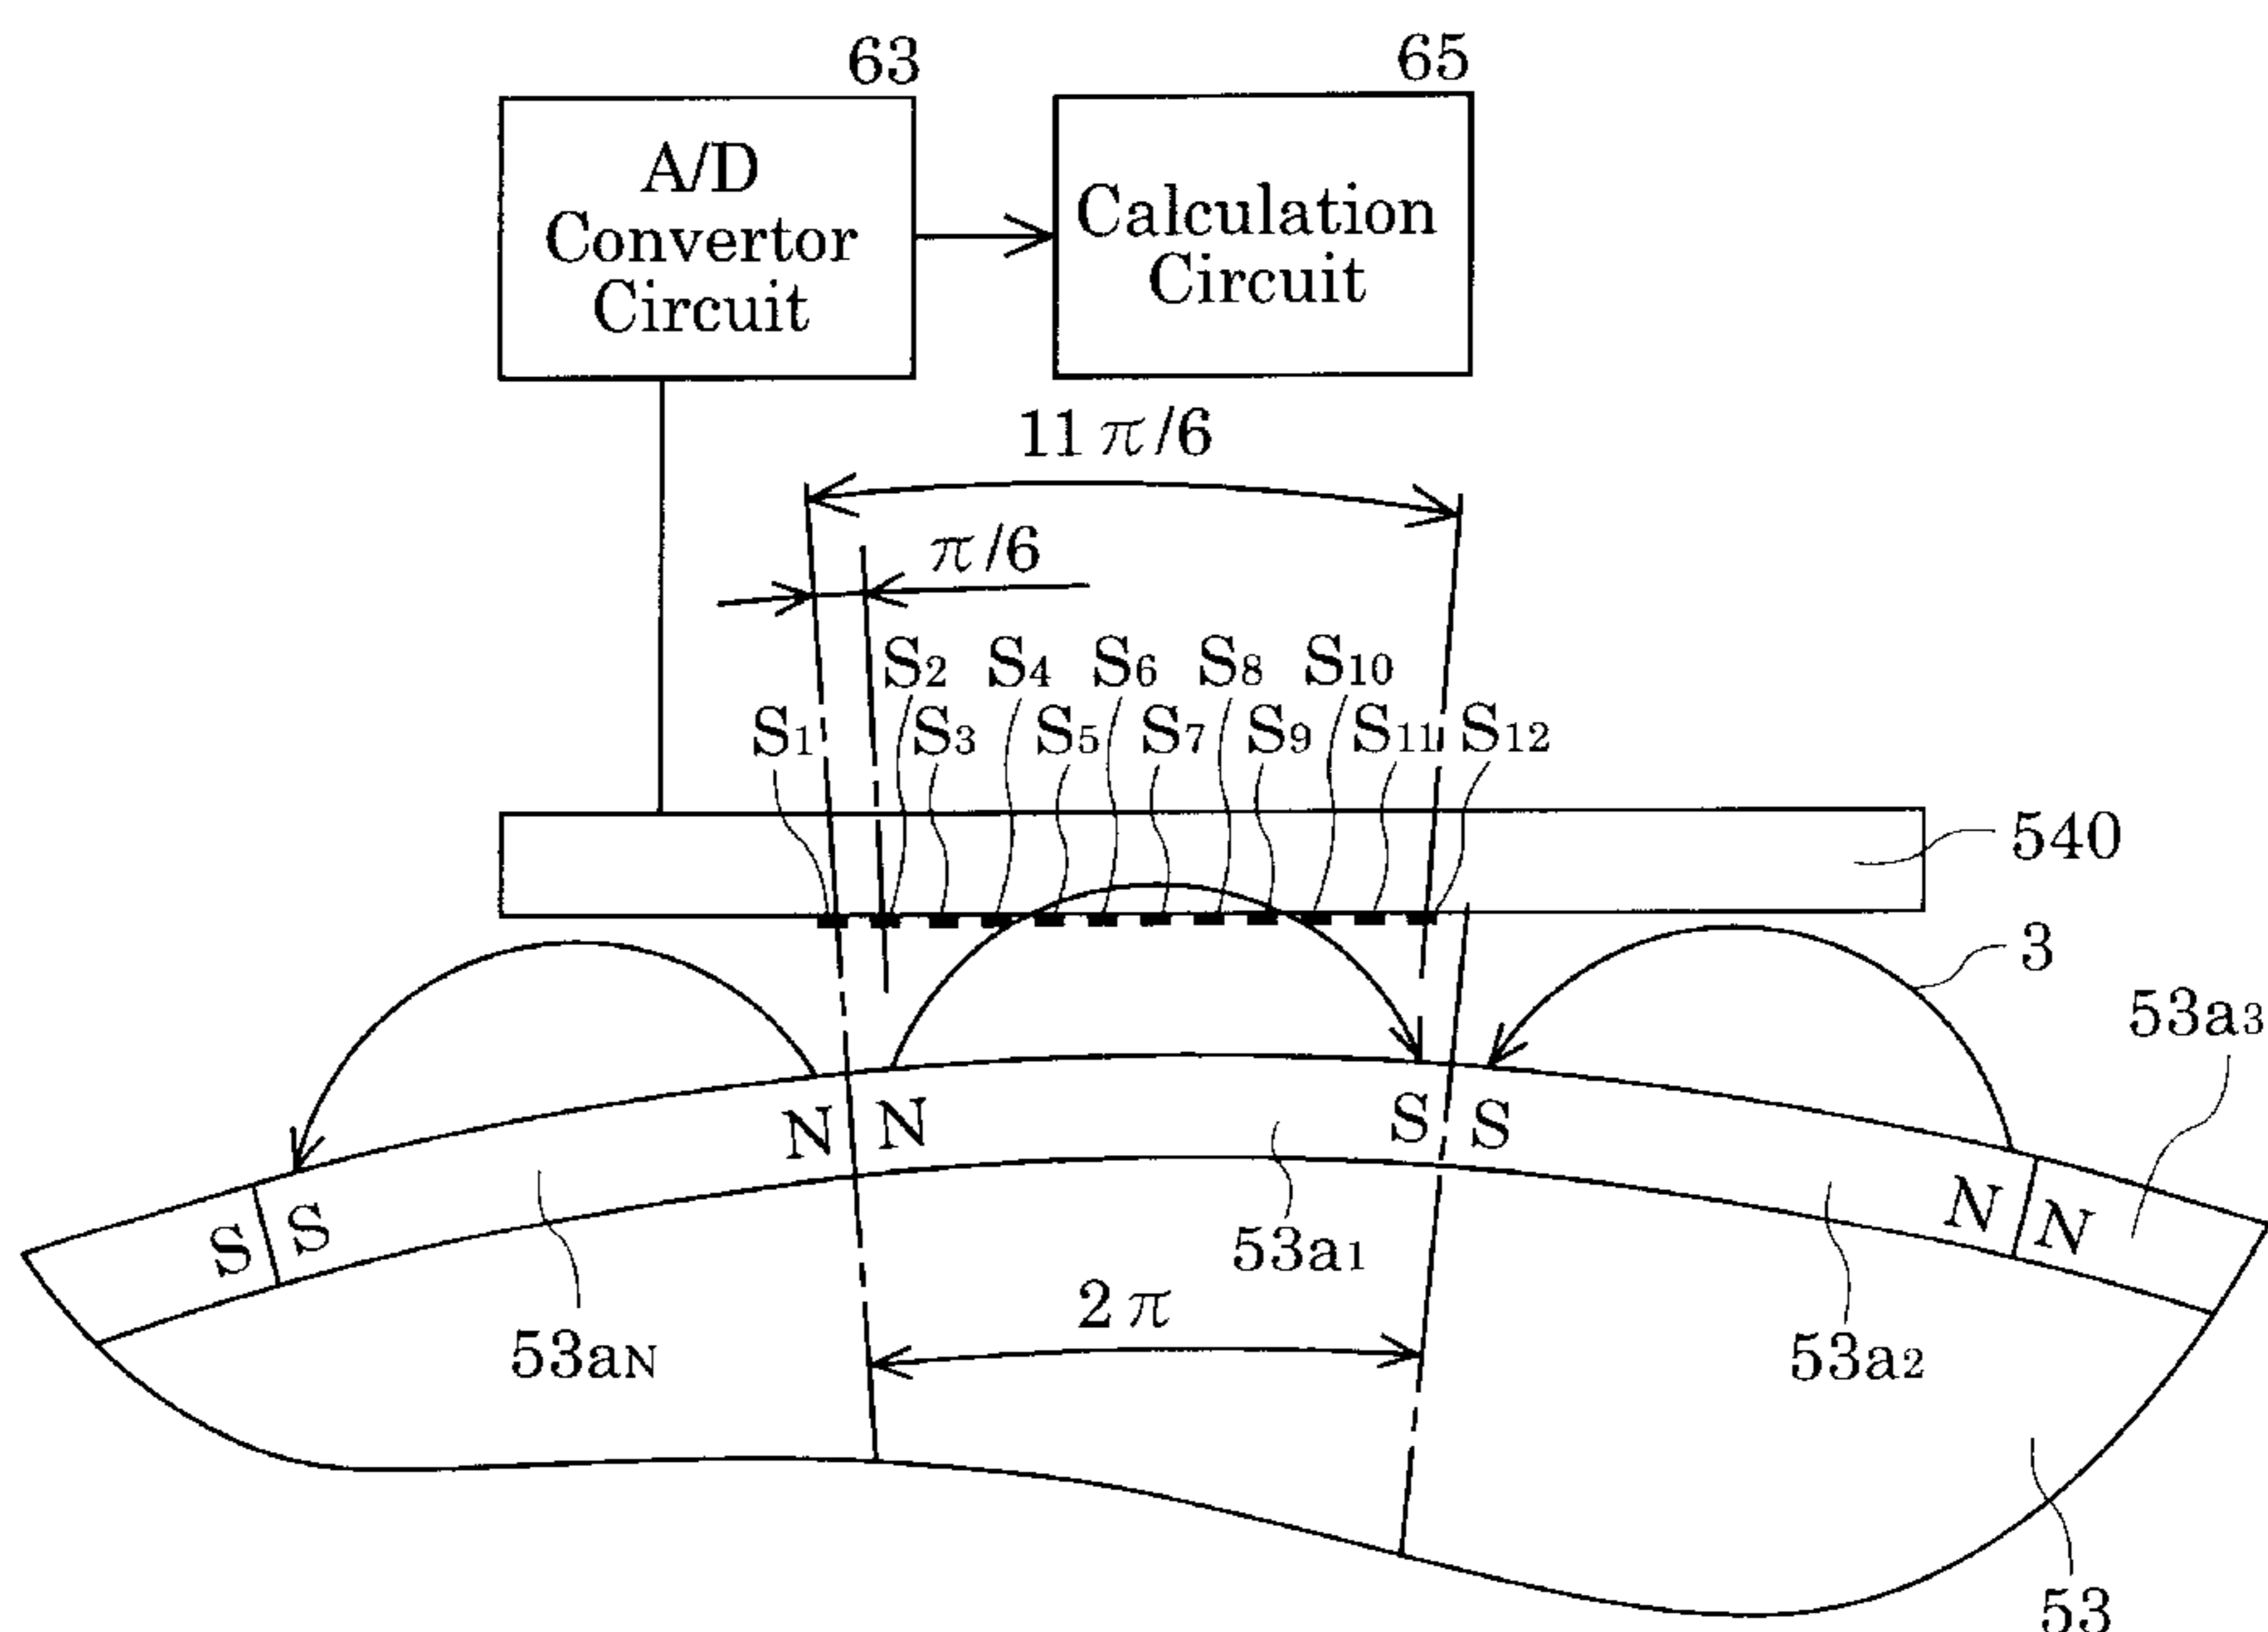 63
65
A/D
Convertor
Circuit
Calculation
Circuit
11π/6
π/6
S2 S4 S6 S8 S10
S1 S3 S5 S7 S9 S11 S12
540
3
53a3
N N S S
S S N N
53a1
2π
53aN
53a2
53